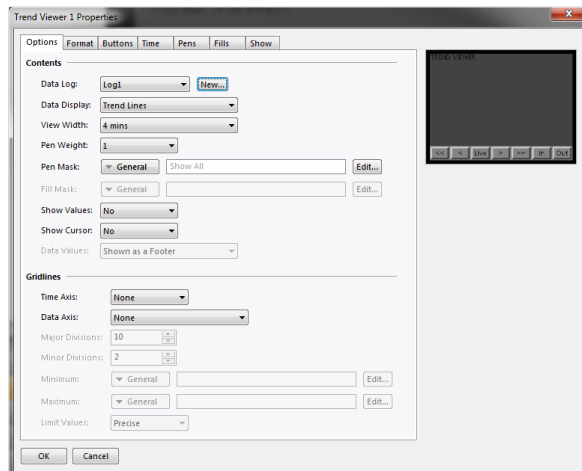 Trend Viewer 1 Properties
Options Format Buttons Time Pens Fills Show
Contents
Data Log: Log1 New...
Data Display: Trend Lines
View Width: 4 mins
Pen Weight: 1
Pen Mask: General Show All Edit...
Fill Mask: General Edit...
Show Values: No
Show Cursor: No
Data Values: Shown as a Footer
Gridlines
Time Axis: None
Data Axis: None
Major Divisions: 10
Minor Divisions: 2
Minimum: General Edit...
Maximum: General Edit...
Limit Values: Precise
OK Cancel
TREND VIEWER
<< < Live > >> In Out